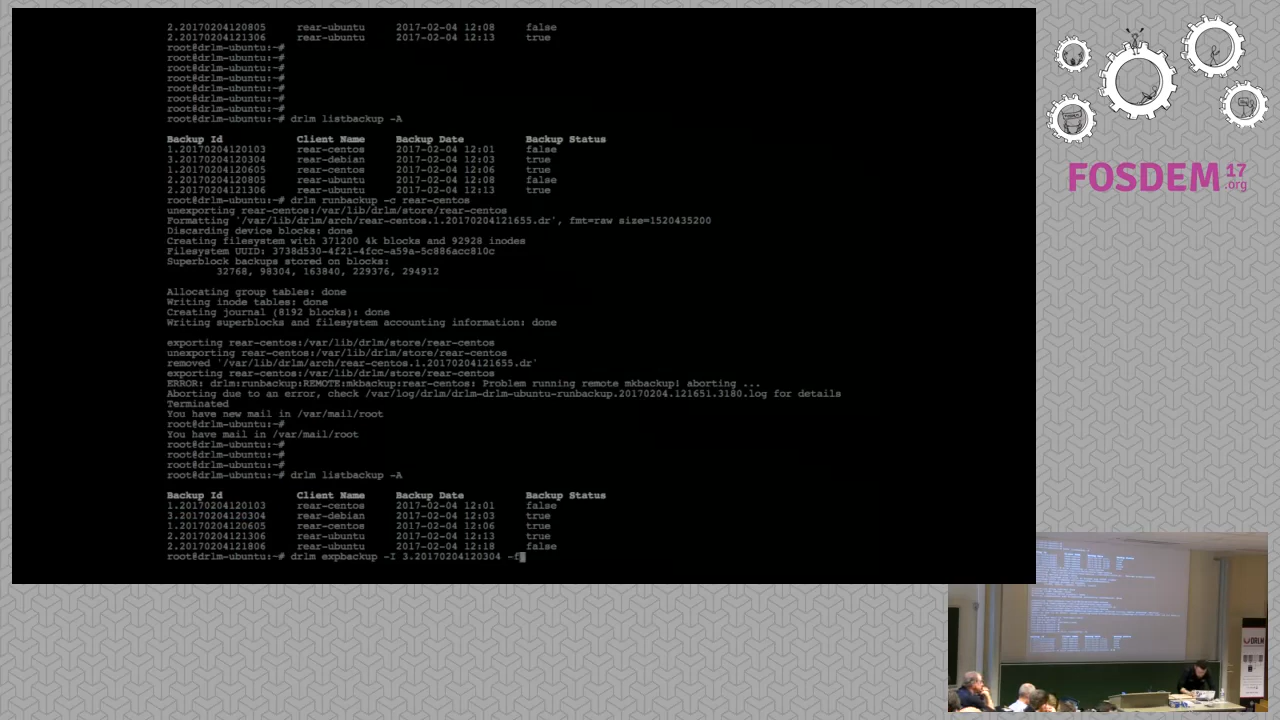 2.20170204120805     rear-ubuntu     2017-02-04 12:08     false
2.20170204121306     rear-ubuntu     2017-02-04 12:13     true
root@drlm-ubuntu:~#
root@drlm-ubuntu:~#
root@drlm-ubuntu:~#
root@drlm-ubuntu:~#
root@drlm-ubuntu:~#
root@drlm-ubuntu:~#
root@drlm-ubuntu:~#
root@drlm-ubuntu:~# drlm listbackup -A
Backup Id     Client Name     Backup Date     Backup Status
1.20170204120103     rear-centos     2017-02-04 12:01     false
3.20170204120304     rear-debian     2017-02-04 12:03     true
1.20170204120605     rear-centos     2017-02-04 12:06     true
2.20170204120805     rear-ubuntu     2017-02-04 12:08     false
2.20170204121306     rear-ubuntu     2017-02-04 12:13     true
root@drlm-ubuntu:~# drlm runbackup -c rear-centos
unexporting rear-centos:/var/lib/drlm/store/rear-centos
Formatting '/var/lib/drlm/arch/rear-centos.1.20170204121655.dr', fmt=raw size=1520435200
Discarding device blocks: done
Creating filesystem with 371200 4k blocks and 92928 inodes
Filesystem UUID: 3738d530-4f21-4fcc-a59a-5c886acc810c
Superblock backups stored on blocks:
32768, 98304, 163840, 229376, 294912
Allocating group tables: done
Writing inode tables: done
Creating journal (8192 blocks): done
Writing superblocks and filesystem accounting information: done
exporting rear-centos:/var/lib/drlm/store/rear-centos
unexporting rear-centos:/var/lib/drlm/store/rear-centos
removed '/var/lib/drlm/arch/rear-centos.1.20170204121655.dr'
exporting rear-centos:/var/lib/drlm/store/rear-centos
ERROR: drlm:runbackup:REMOTE:mkbackup:rear-centos: Problem running remote mkbackup! aborting ...
Aborting due to an error, check /var/log/drlm/drlm-drlm-ubuntu-runbackup.20170204.121651.3180.log for details
Terminated
You have new mail in /var/mail/root
root@drlm-ubuntu:~#
You have mail in /var/mail/root
root@drlm-ubuntu:~#
root@drlm-ubuntu:~#
root@drlm-ubuntu:~#
root@drlm-ubuntu:~# drlm listbackup -A
Backup Id     Client Name     Backup Date     Backup Status
1.20170204120103     rear-centos     2017-02-04 12:01     false
3.20170204120304     rear-debian     2017-02-04 12:03     true
1.20170204120605     rear-centos     2017-02-04 12:06     true
2.20170204121306     rear-ubuntu     2017-02-04 12:13     true
2.20170204121806     rear-ubuntu     2017-02-04 12:18     false
root@drlm-ubuntu:~# drlm expbackup -I 3.20170204120304 -f
FOSDEM 17
.org
DRLM